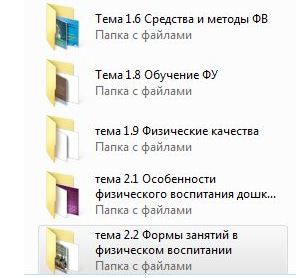 Тема 1.6 Средства и методы ФВ
Папка с файлами
Тема 1.8 Обучение ФУ
Папка с файлами
тема 1.9 Физические качества
Папка с файлами
тема 2.1 Особенности
физического воспитания дошк...
Папка с файлами
тема 2.2 Формы занятий в
физическом воспитании
Папка с файлами